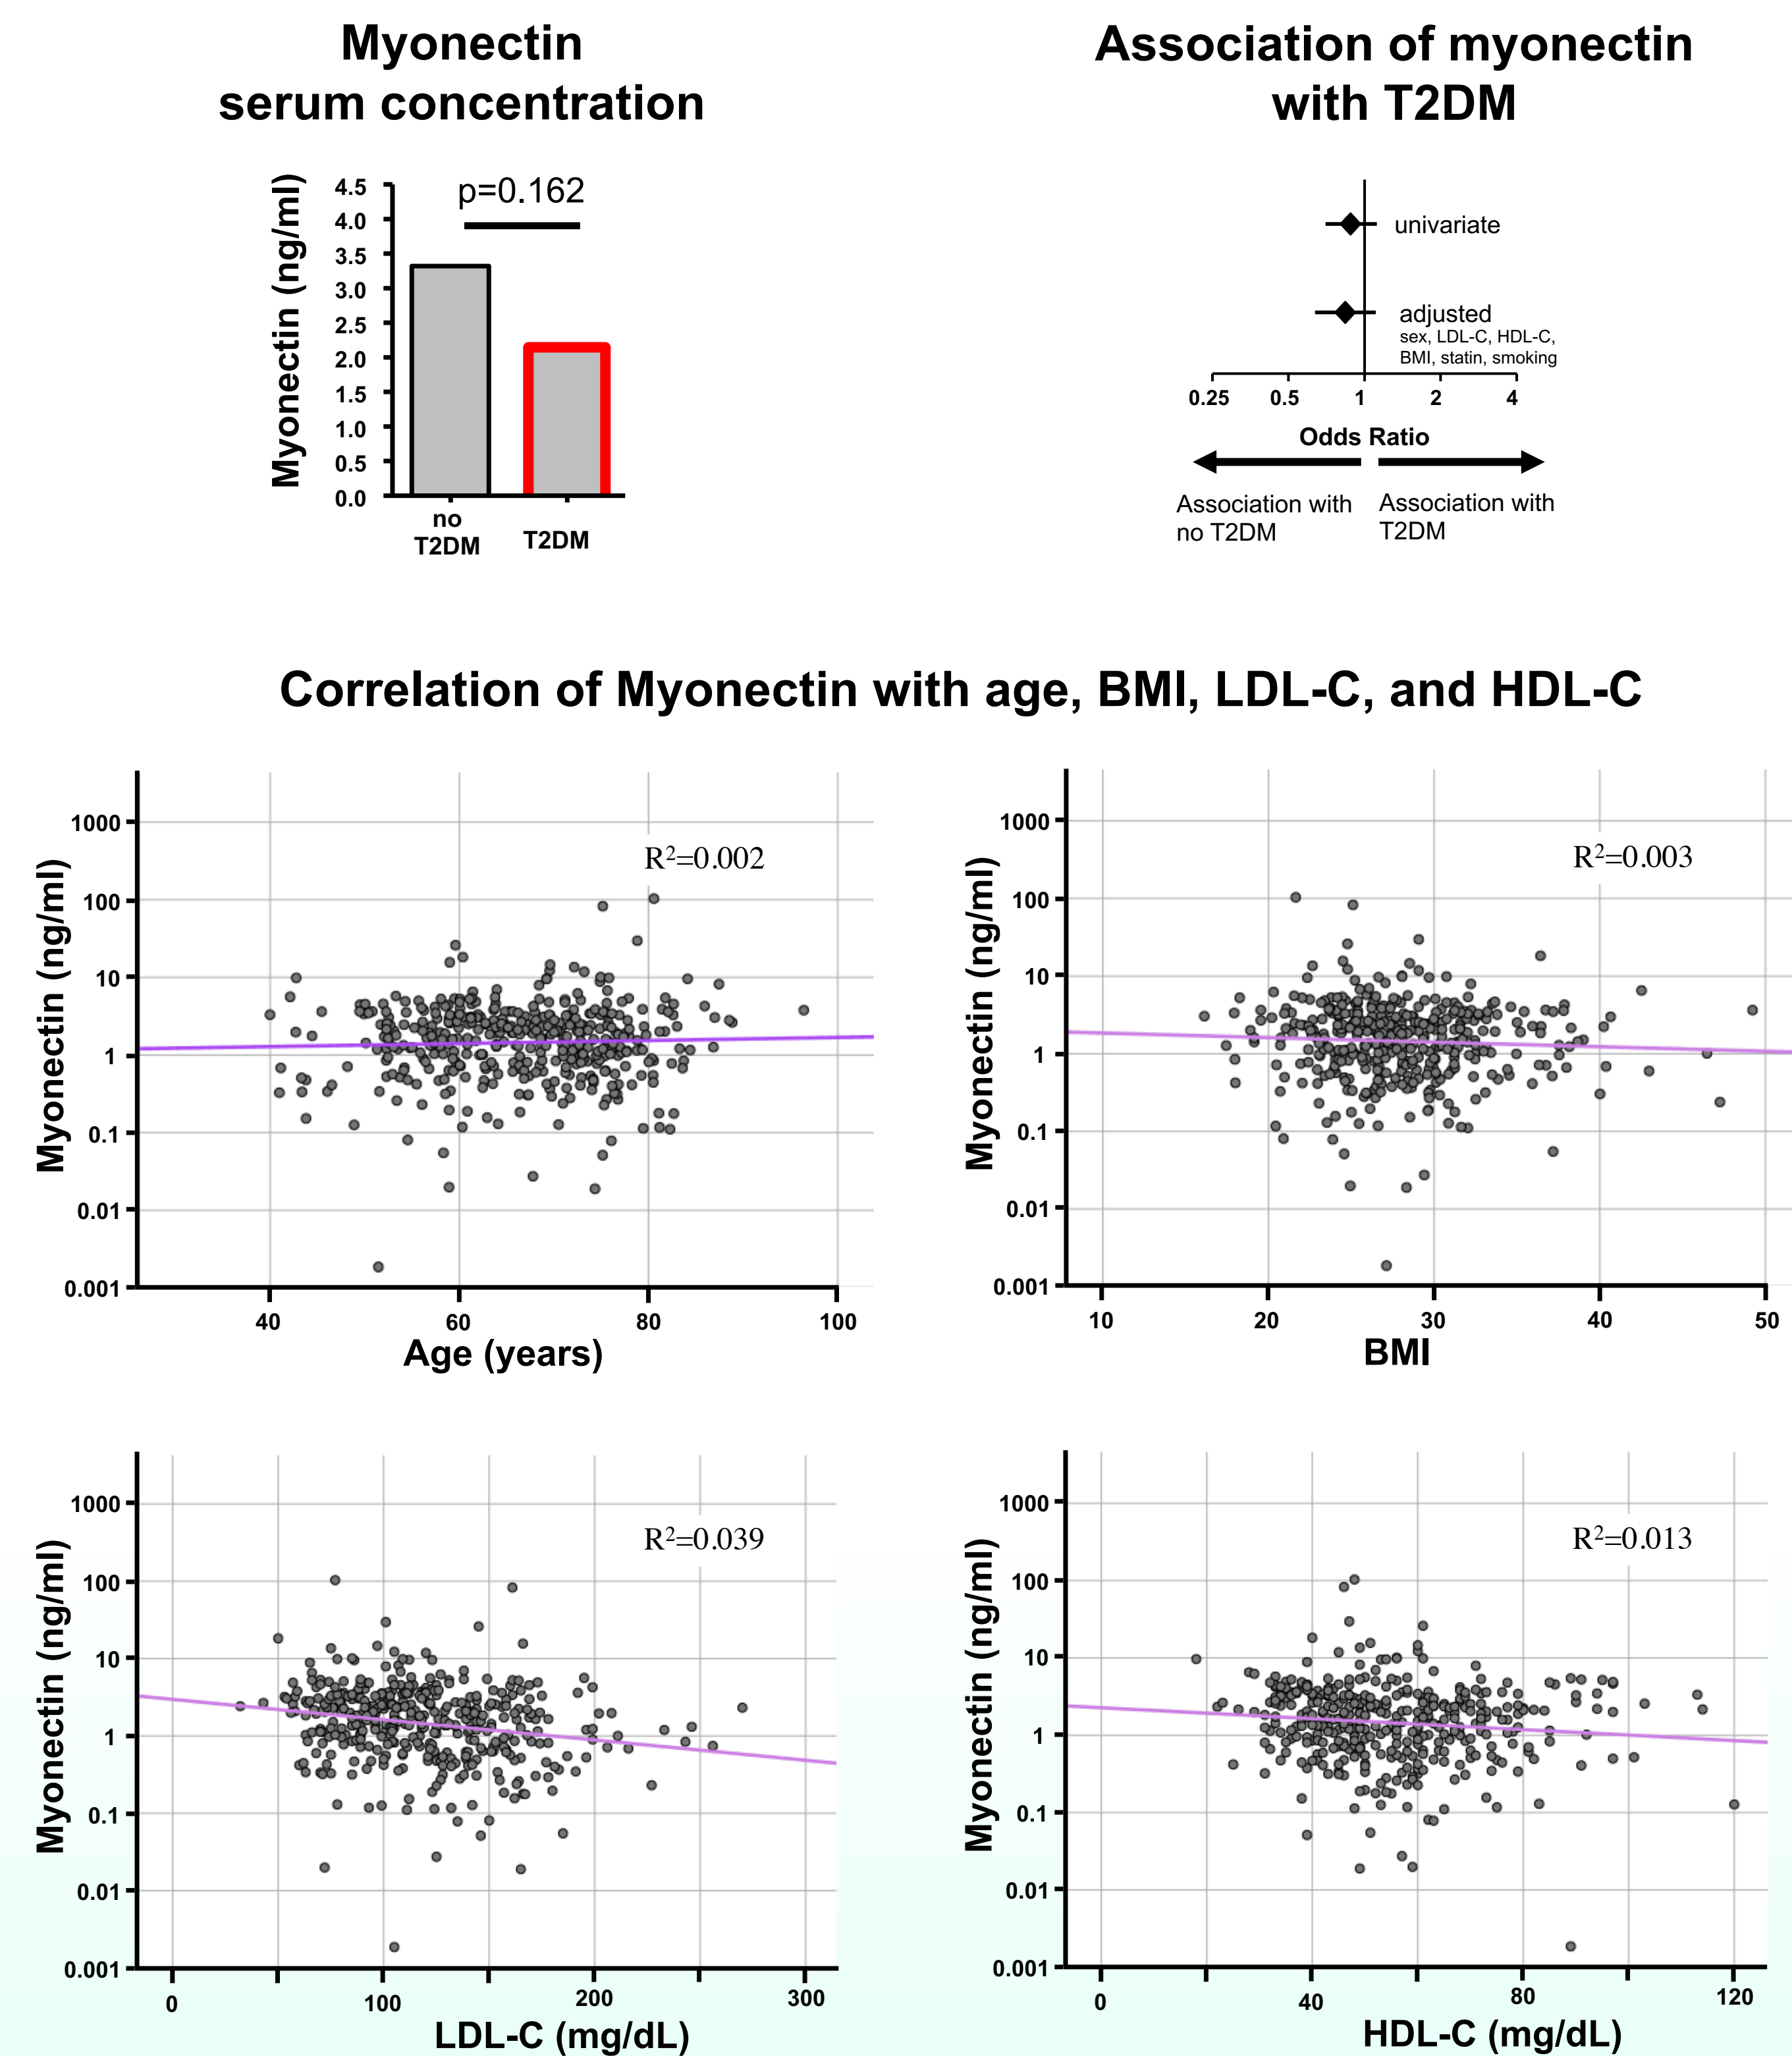 Myonectin
serum concentration
Association of myonectin
with T2DM
Myonectin (ng/ml)
4.5
4.0
3.5
3.0
2.5
2.0
1.5
1.0
0.5
0.0
p=0.162
no
T2DM
T2DM
univariate
adjusted
sex, LDL-C, HDL-C,
BMI, statin, smoking
0.25 0.5 1 2 4
Odds Ratio
Association with
no T2DM
Association with
T2DM
Correlation of Myonectin with age, BMI, LDL-C, and HDL-C
Myonectin (ng/ml)
1000
100
10
1
0.1
0.01
0.001
R²=0.002
40 60 80 100
Age (years)
Myonectin (ng/ml)
1000
100
10
1
0.1
0.01
0.001
R²=0.003
10 20 30 40 50
BMI
Myonectin (ng/ml)
1000
100
10
1
0.1
0.01
0.001
R²=0.039
0 100 200 300
LDL-C (mg/dL)
Myonectin (ng/ml)
1000
100
10
1
0.1
0.01
0.001
R²=0.013
0 40 80 120
HDL-C (mg/dL)